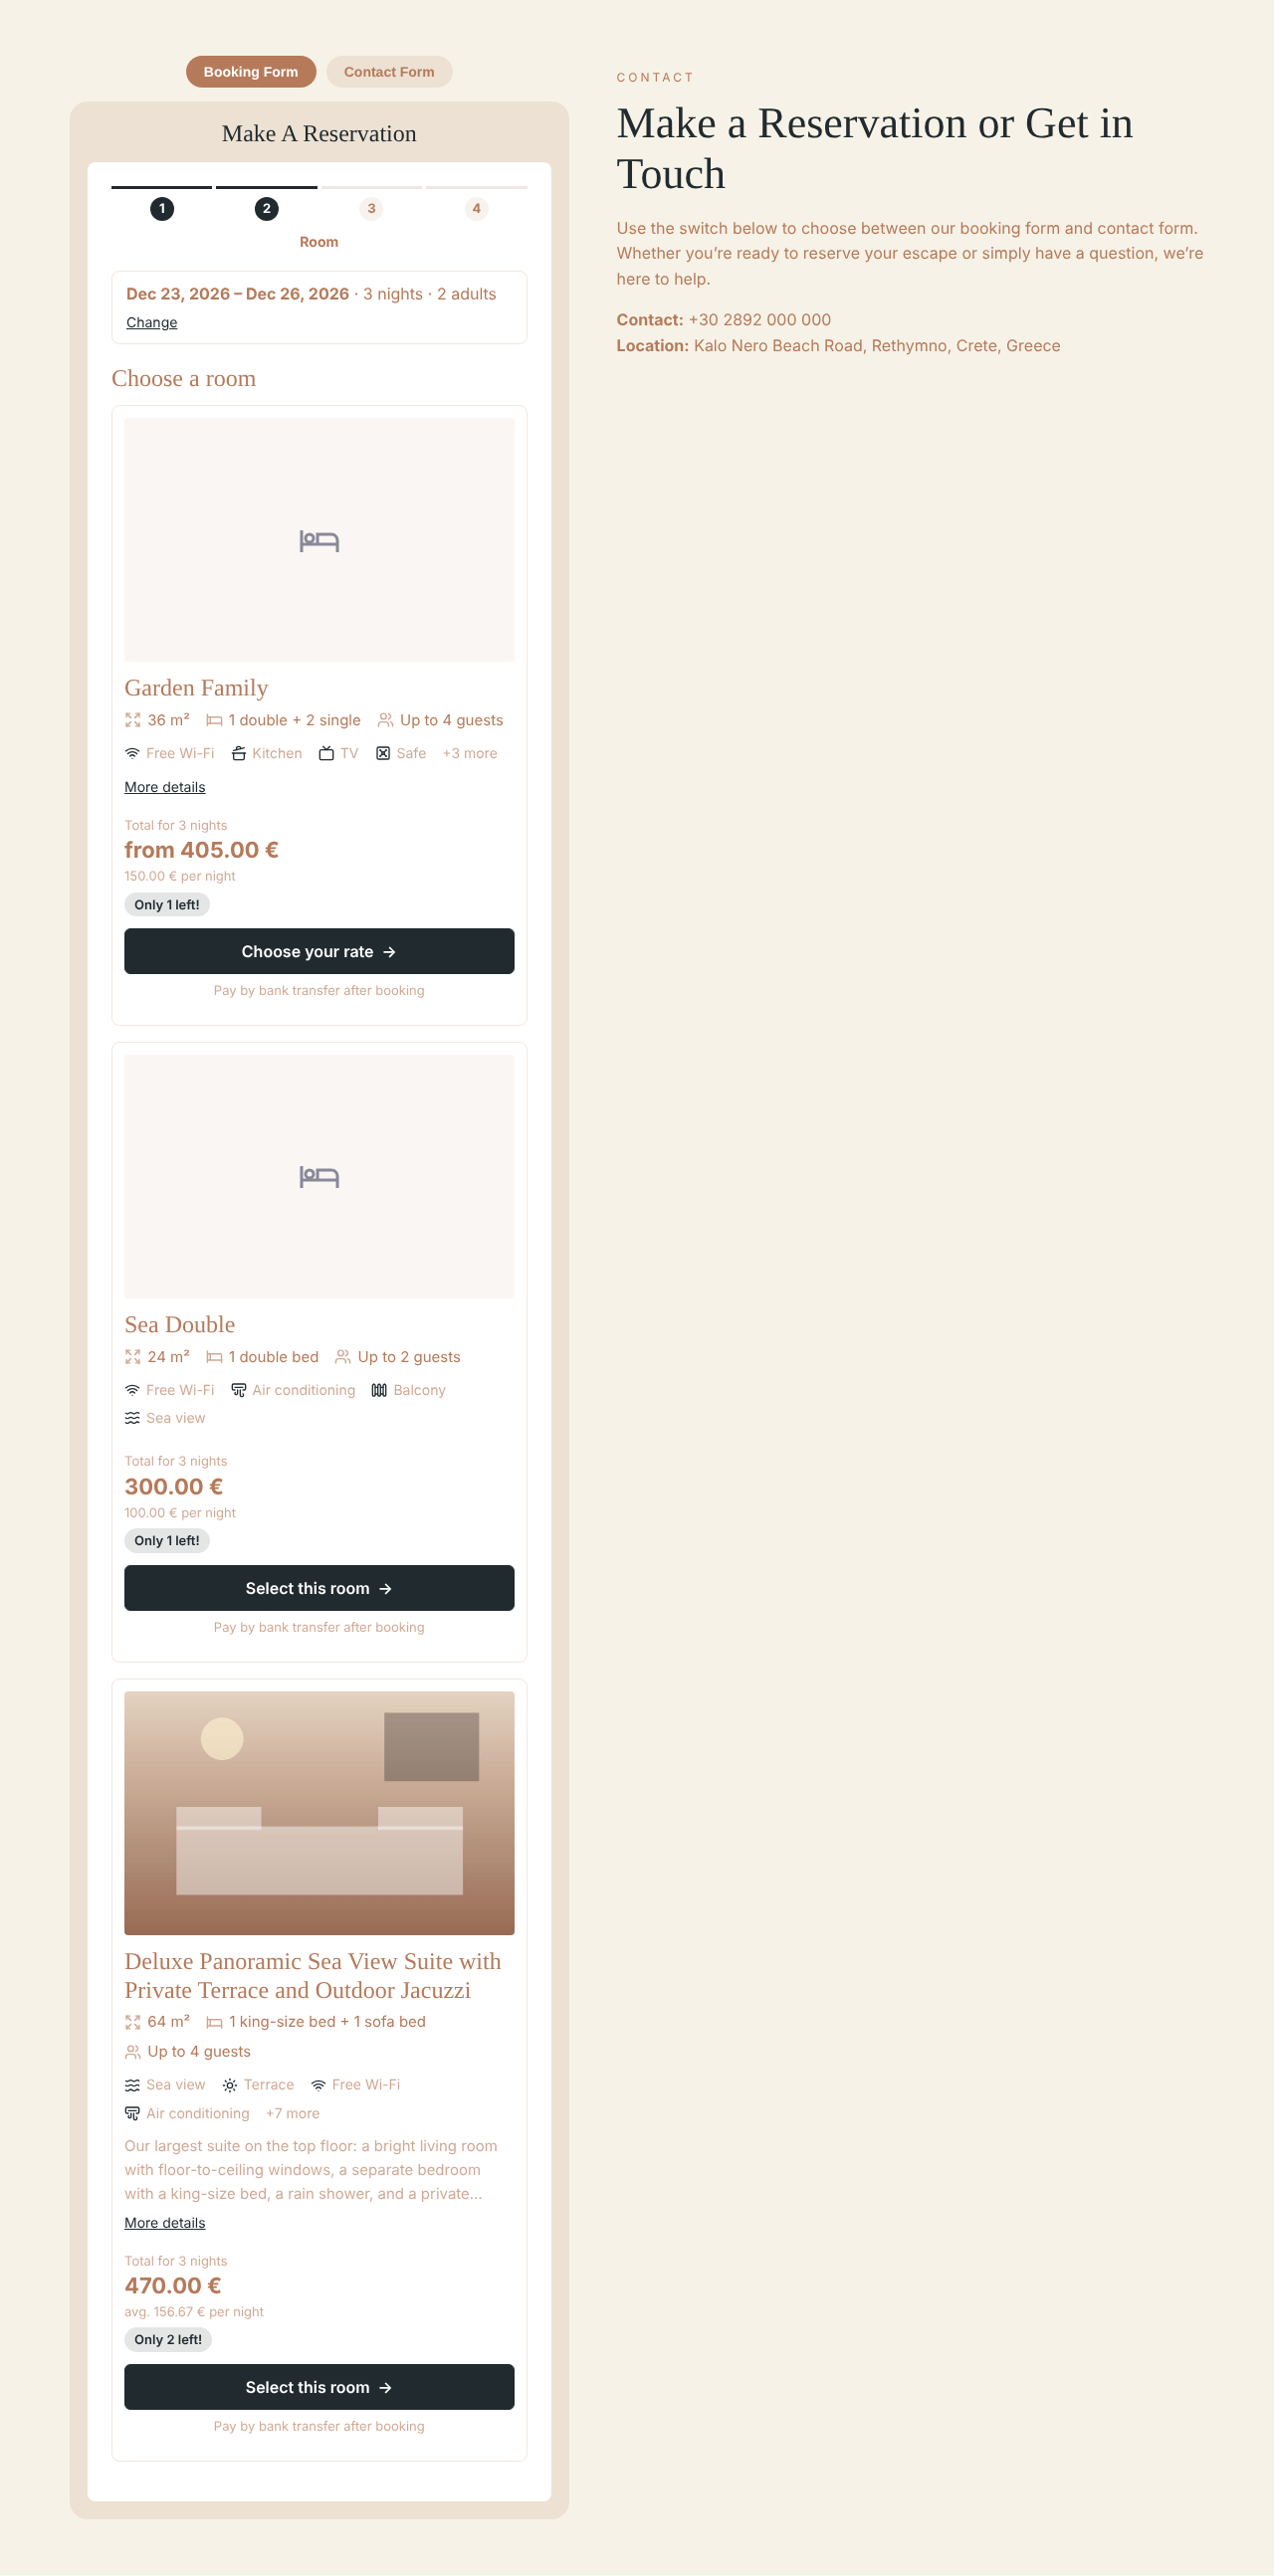 Booking Form
Contact Form
Make A Reservation
1
2
3
4
Room
Dec 23, 2026 – Dec 26, 2026 · 3 nights · 2 adults
Change
Choose a room
Garden Family
36 m²
1 double + 2 single
Up to 4 guests
Free Wi-Fi
Kitchen
TV
Safe
+3 more
More details
Total for 3 nights
from 405.00 €
150.00 € per night
Only 1 left!
Choose your rate →
Pay by bank transfer after booking
Sea Double
24 m²
1 double bed
Up to 2 guests
Free Wi-Fi
Air conditioning
Balcony
Sea view
Total for 3 nights
300.00 €
100.00 € per night
Only 1 left!
Select this room →
Pay by bank transfer after booking
Deluxe Panoramic Sea View Suite with
Private Terrace and Outdoor Jacuzzi
64 m²
1 king-size bed + 1 sofa bed
Up to 4 guests
Sea view
Terrace
Free Wi-Fi
Air conditioning
+7 more
Our largest suite on the top floor: a bright living room
with floor-to-ceiling windows, a separate bedroom
with a king-size bed, a rain shower, and a private...
More details
Total for 3 nights
470.00 €
avg. 156.67 € per night
Only 2 left!
Select this room →
Pay by bank transfer after booking
CONTACT
Make a Reservation or Get in
Touch
Use the switch below to choose between our booking form and contact form.
Whether you’re ready to reserve your escape or simply have a question, we’re
here to help.
Contact: +30 2892 000 000
Location: Kalo Nero Beach Road, Rethymno, Crete, Greece